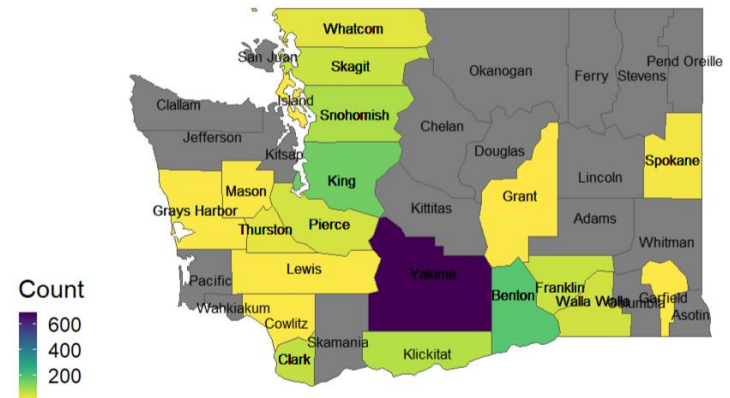 Whatcom
San Juan
Skagit
Okanogan
Ferry
Stevens
Pend Oreille
Island
Clallam
Snohomish
Jefferson
Chelan
Kitsap
Douglas
Spokane
King
Lincoln
Mason
Grant
Grays Harbor
Kittitas
Adams
Pierce
Thurston
Whitman
Lewis
Yakima
Pacific
Benton
Franklin
Walla Walla
Columbia
Garfield
Asotin
Wahkiakum
Cowlitz
Skamania
Clark
Klickitat
Count
600
400
200